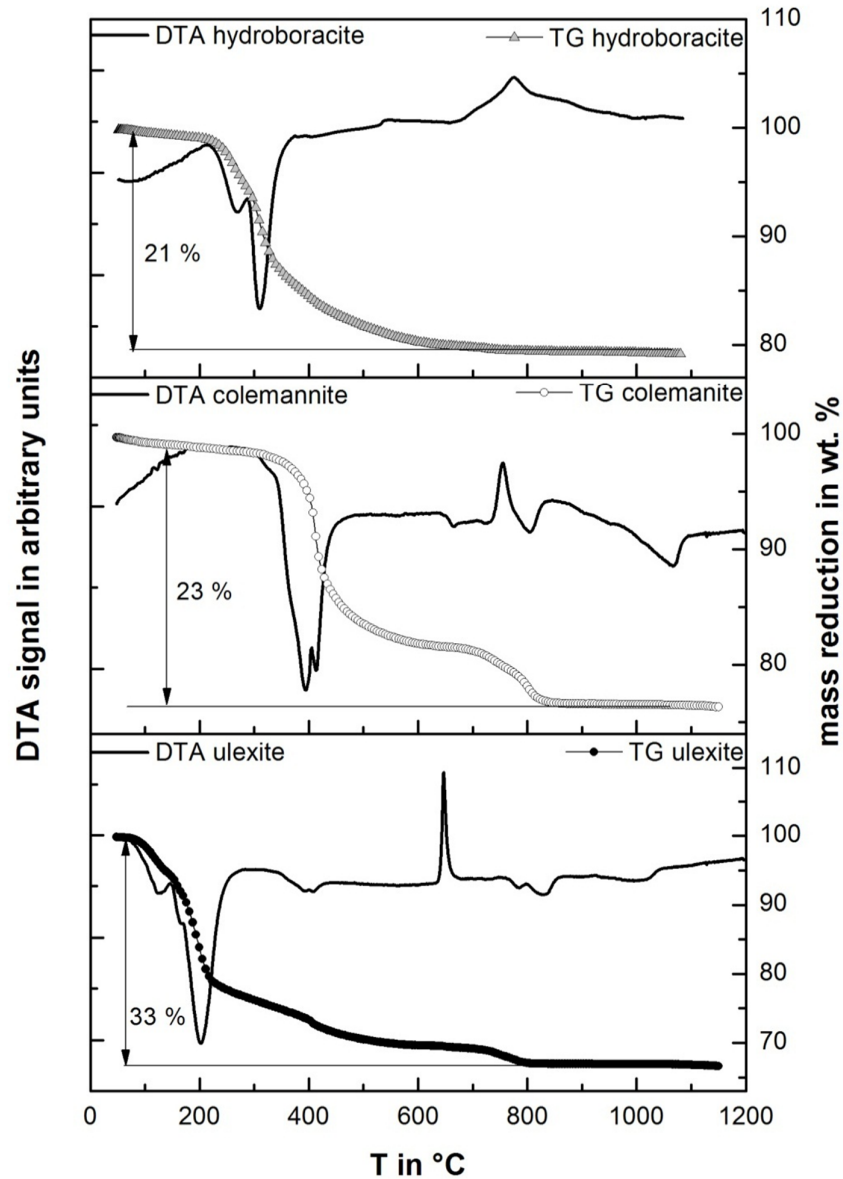 DTA hydroboracite
TG hydroboracite
110
100
90
80
21 %
DTA colemannite
TG colemanite
100
90
80
23 %
DTA ulexite
TG ulexite
110
100
90
80
70
33 %
0 200 400 600 800 1000 1200
T in °C
DTA signal in arbitrary units
mass reduction in wt. %